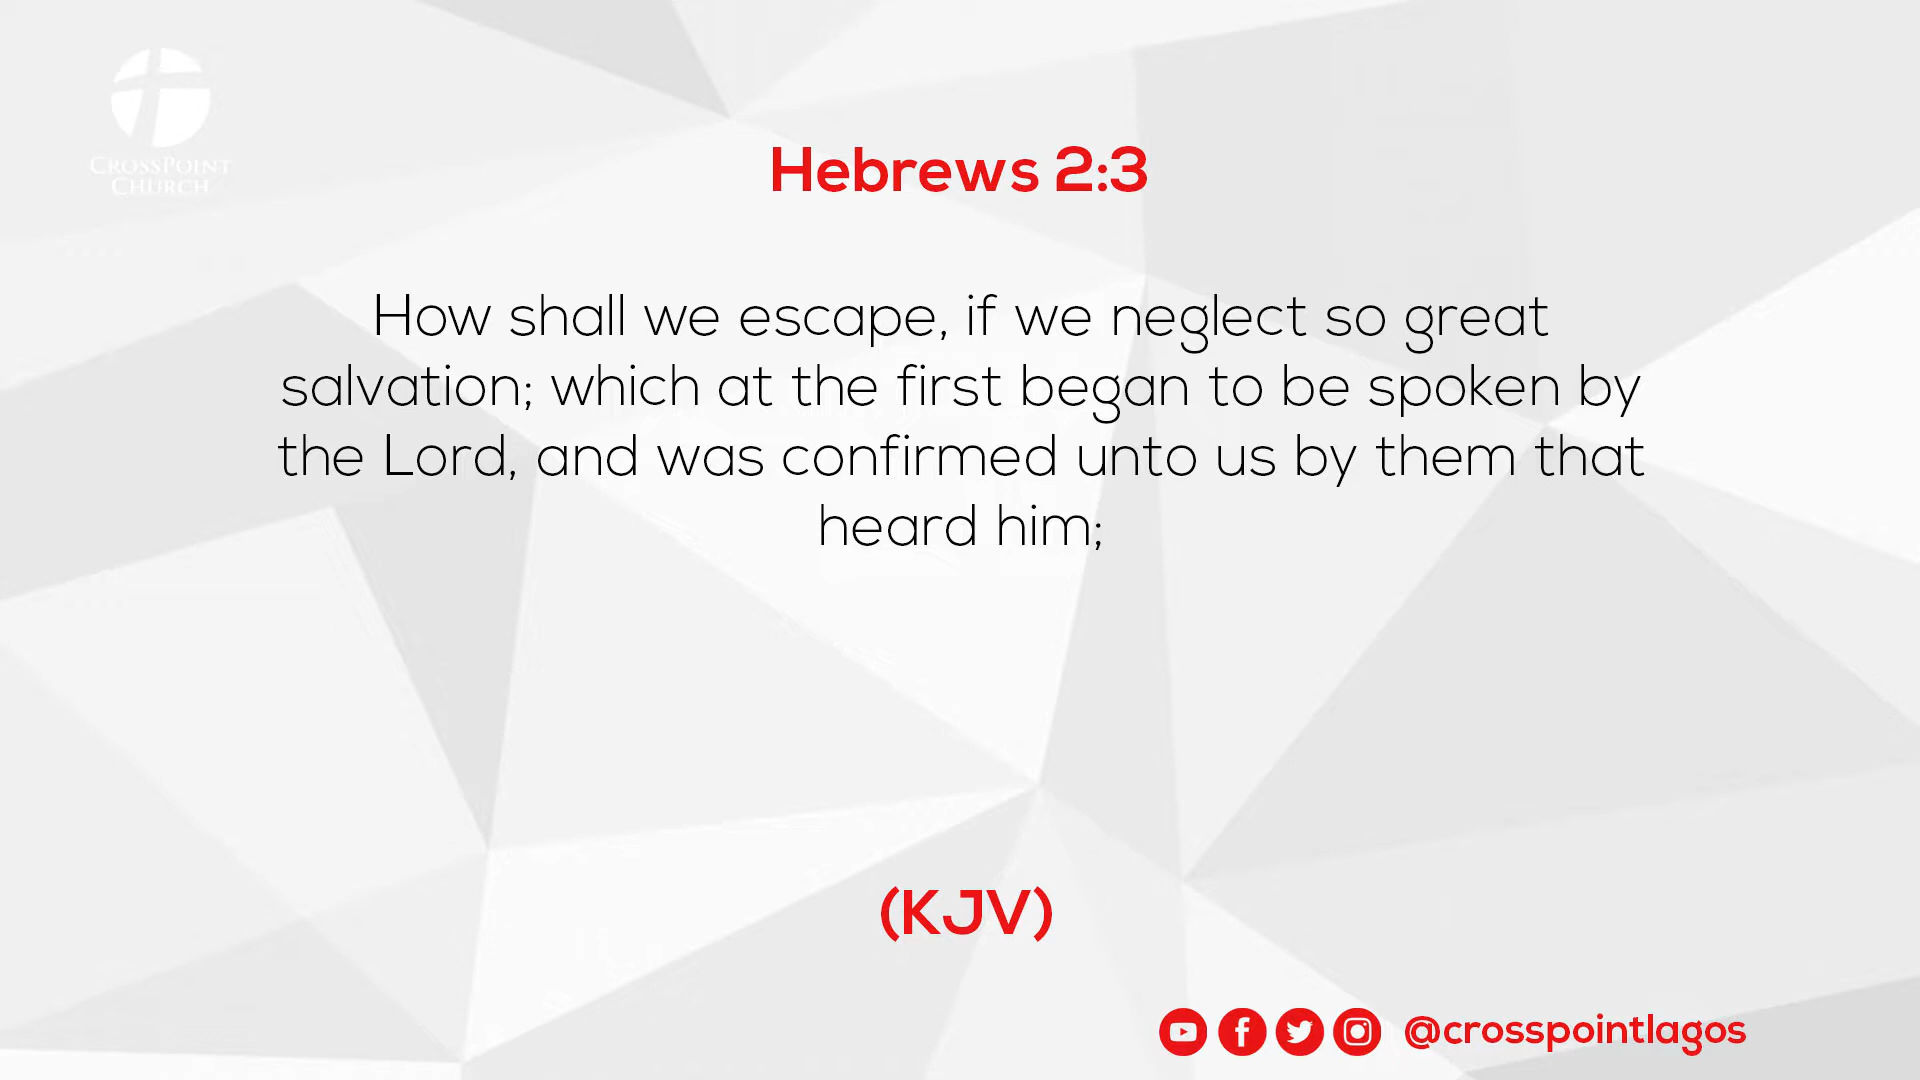 CROSSPOINT
CHURCH
Hebrews 2:3
How shall we escape, if we neglect so great
salvation; which at the first began to be spoken by
the Lord, and was confirmed unto us by them that
heard him;
(KJV)
@crosspointlagos